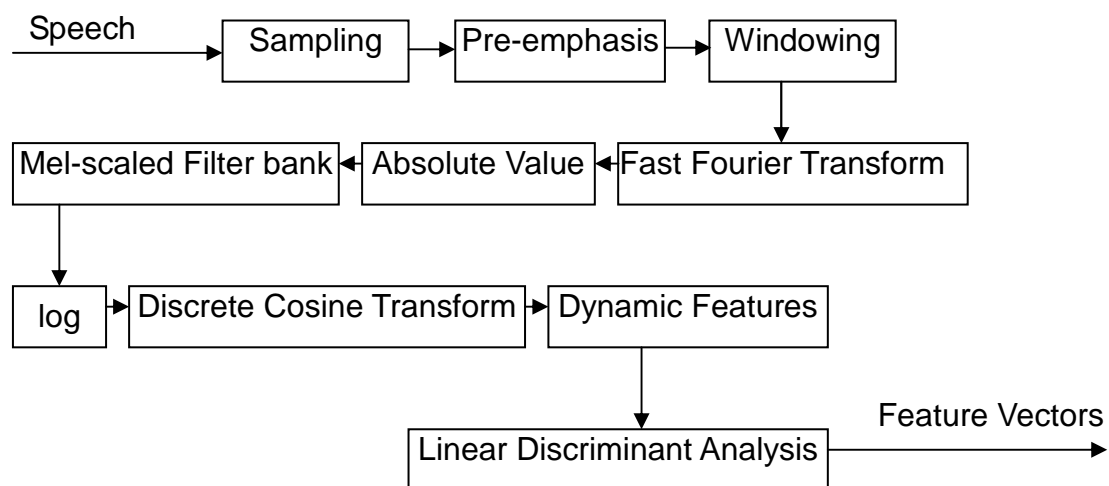 Speech
Sampling
Pre-emphasis
Windowing
Fast Fourier Transform
Absolute Value
Mel-scaled Filter bank
log
Discrete Cosine Transform
Dynamic Features
Linear Discriminant Analysis
Feature Vectors